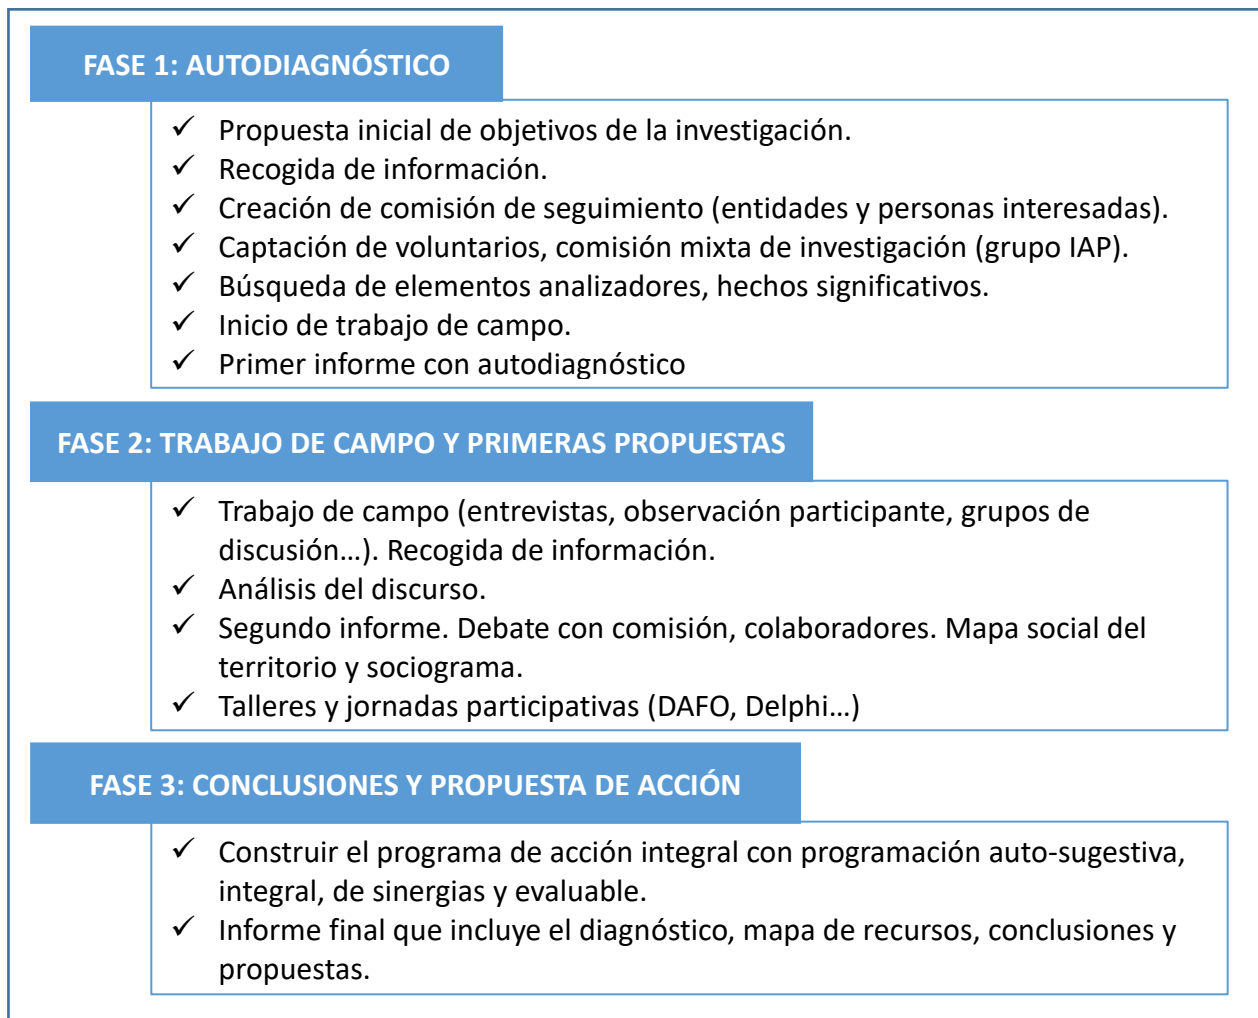 FASE 1: AUTODIAGNÓSTICO
✓ Propuesta inicial de objetivos de la investigación.
✓ Recogida de información.
✓ Creación de comisión de seguimiento (entidades y personas interesadas).
✓ Captación de voluntarios, comisión mixta de investigación (grupo IAP).
✓ Búsqueda de elementos analizadores, hechos significativos.
✓ Inicio de trabajo de campo.
✓ Primer informe con autodiagnóstico
FASE 2: TRABAJO DE CAMPO Y PRIMERAS PROPUESTAS
✓ Trabajo de campo (entrevistas, observación participante, grupos de
discusión...). Recogida de información.
✓ Análisis del discurso.
✓ Segundo informe. Debate con comisión, colaboradores. Mapa social del
territorio y sociograma.
✓ Talleres y jornadas participativas (DAFO, Delphi...)
FASE 3: CONCLUSIONES Y PROPUESTA DE ACCIÓN
✓ Construir el programa de acción integral con programación auto-sugestiva,
integral, de sinergias y evaluable.
✓ Informe final que incluye el diagnóstico, mapa de recursos, conclusiones y
propuestas.